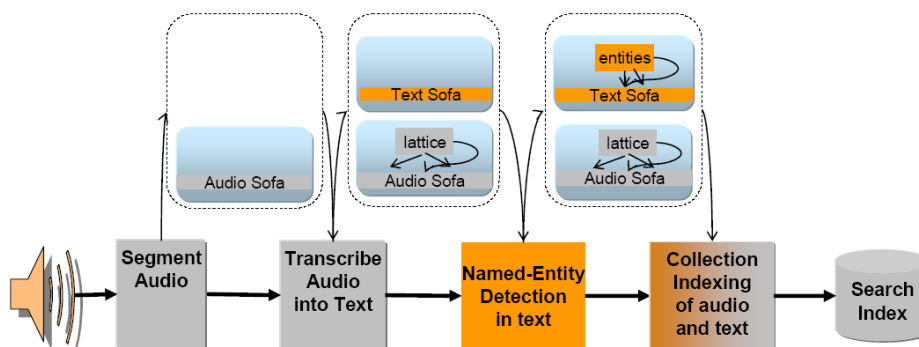 entities
Text Sofa
Text Sofa
lattice
lattice
Audio Sofa
Audio Sofa
Audio Sofa
Segment
Audio
Transcribe
Audio
into Text
Named-Entity
Detection
in text
Collection
Indexing
of audio
and text
Search
Index